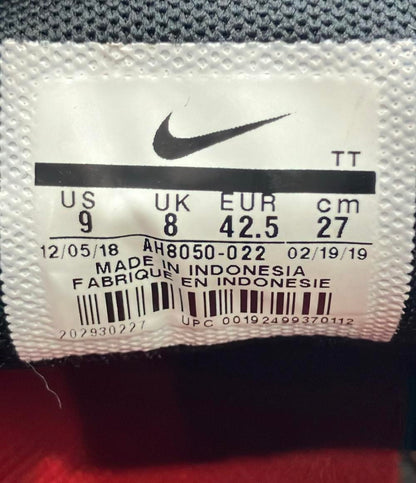 TT
US UK EUR cm
9 8 42.5 27
12/05/18 AH8050-022 02/19/19
MADE IN INDONESIA
FABRIQUE EN INDONESIE
202930227
UPC 00192499370112